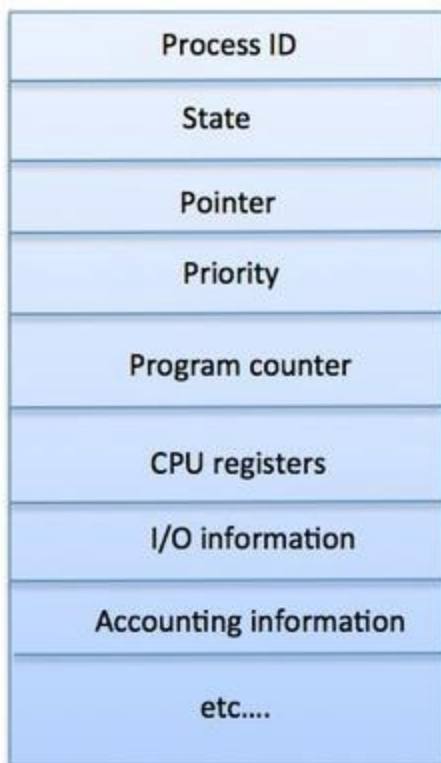 Process ID
State
Pointer
Priority
Program counter
CPU registers
I/O information
Accounting information
etc....